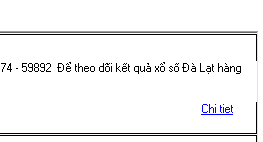 74 - 59892 Để theo dõi kết quả xổ số Đà Lạt hàng
Chi tiet